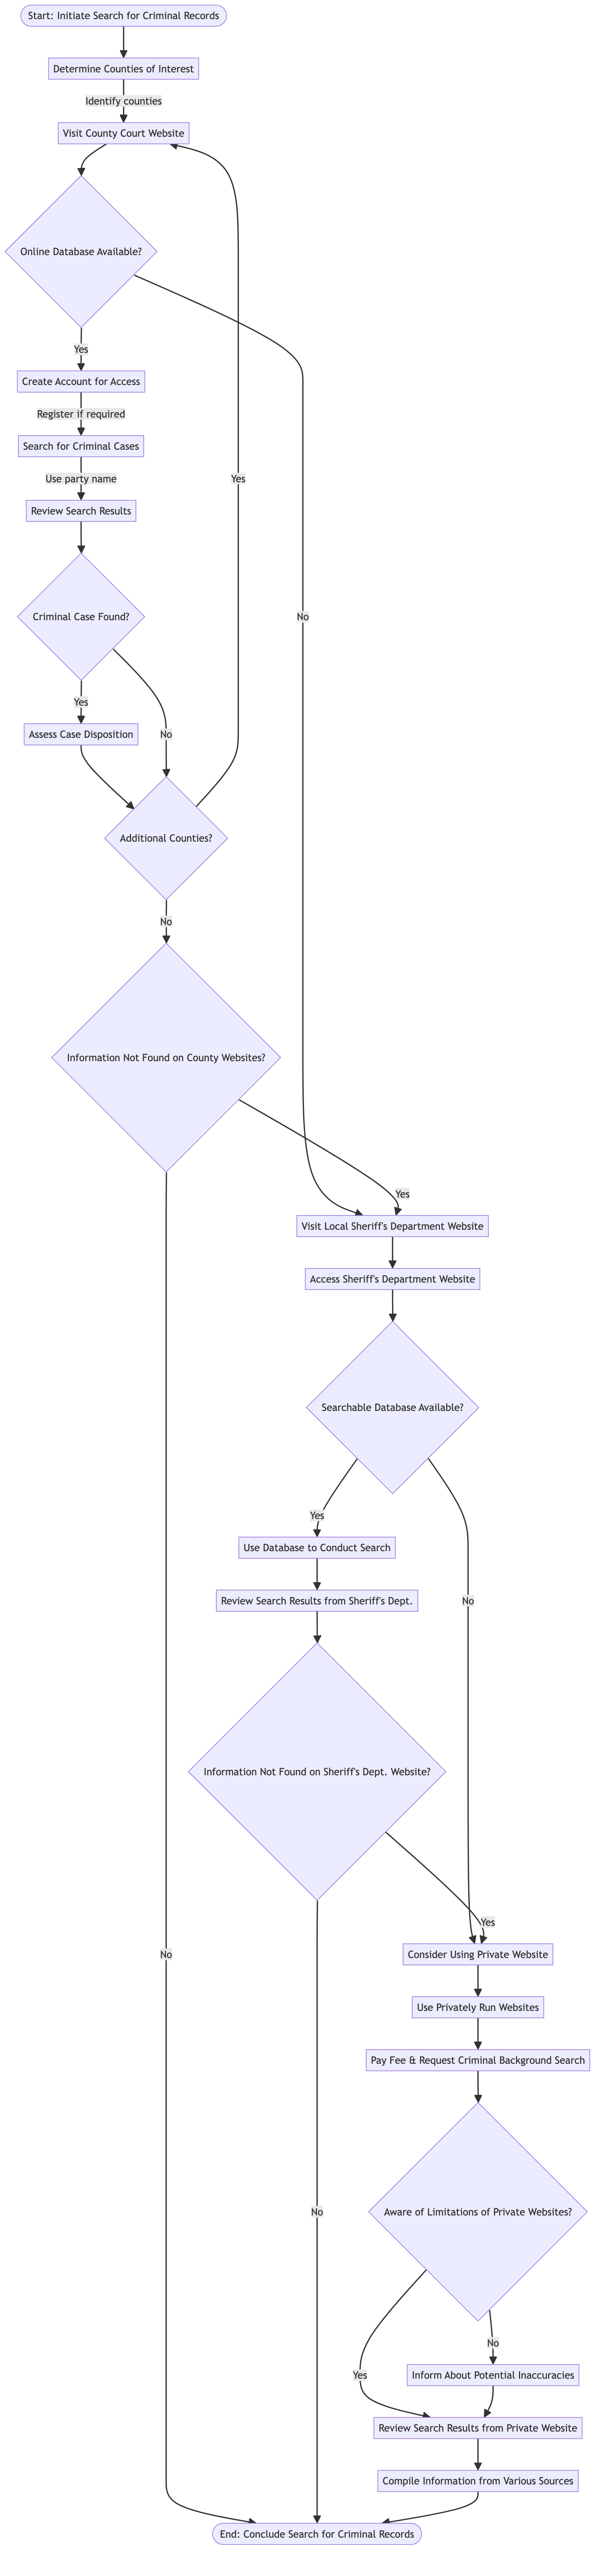 Start: Initiate Search for Criminal Records
Determine Counties of Interest
Identify counties
Visit County Court Website
Online Database Available?
Yes
Create Account for Access
Register if required
Search for Criminal Cases
Use party name
Yes
Review Search Results
Criminal Case Found?
No
Yes
Assess Case Disposition
No
Additional Counties?
No
Information Not Found on County Websites?
Yes
Visit Local Sheriff's Department Website
Access Sheriff's Department Website
Searchable Database Available?
Yes
Use Database to Conduct Search
Review Search Results from Sheriff's Dept.
No
Information Not Found on Sheriff's Dept. Website?
Yes
No
Consider Using Private Website
Use Privately Run Websites
Pay Fee & Request Criminal Background Search
Aware of Limitations of Private Websites?
No
No
Yes
Inform About Potential Inaccuracies
Review Search Results from Private Website
Compile Information from Various Sources
End: Conclude Search for Criminal Records